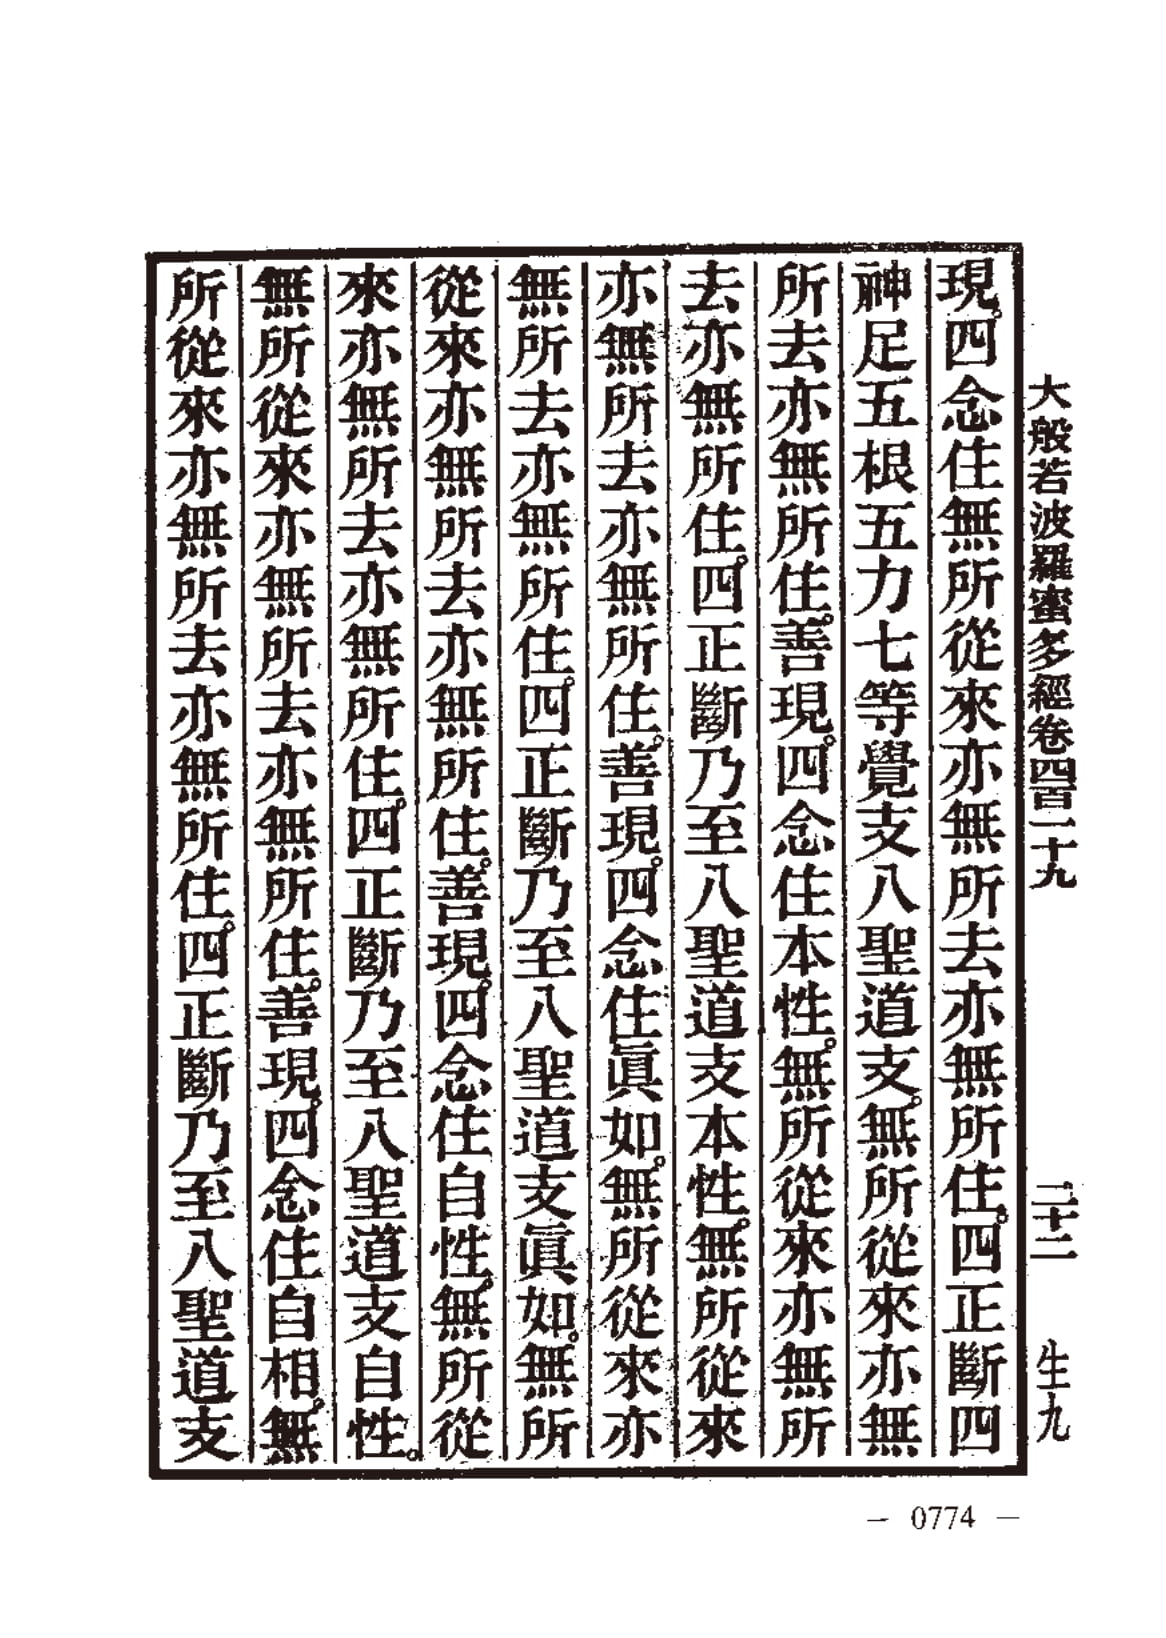 大般若波羅蜜多經卷四百一十九 二十二 生九
現。四念住無所從來亦無所去亦無所住。四正斷四
神足五根五力七等覺支八聖道支。無所從來亦無
所去亦無所住。善現。四念住本性。無所從來亦無所
去亦無所住。四正斷乃至八聖道支本性。無所從來
亦無所去亦無所住。善現。四念住眞如。無所從來亦
無所去亦無所住。四正斷乃至八聖道支眞如。無所
從來亦無所去亦無所住。善現。四念住自性。無所從
來亦無所去亦無所住。四正斷乃至八聖道支自性。
無所從來亦無所去亦無所住。善現。四念住自相。無
所從來亦無所去亦無所住。四正斷乃至八聖道支
— 0774 —